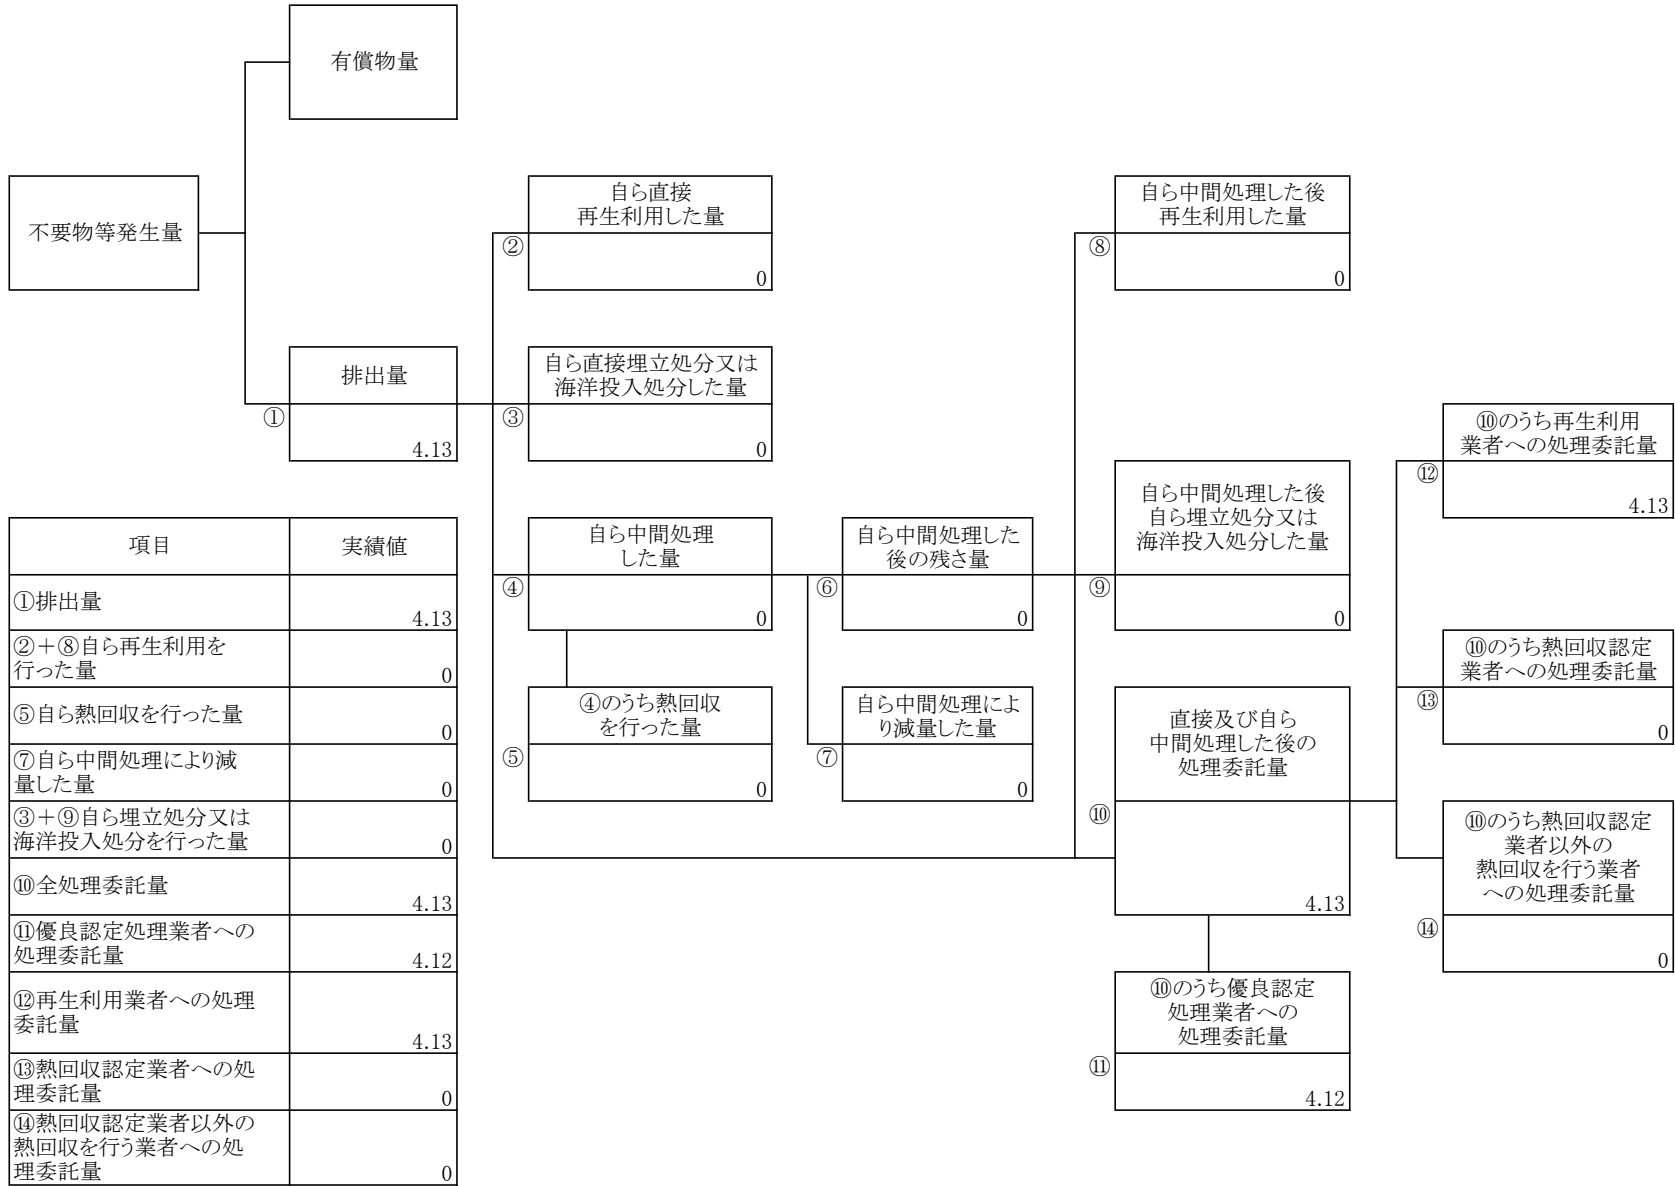 有償物量
不要物等発生量
自ら直接
再生利用した量
②
0
自ら中間処理した後
再生利用した量
⑧
0
排出量
①
4.13
自ら直接埋立処分又は
海洋投入処分した量
③
0
⑩のうち再生利用
業者への処理委託量
⑫
4.13
自ら中間処理
した量
④
0
自ら中間処理した
後の残さ量
⑥
0
自ら中間処理した後
自ら埋立処分又は
海洋投入処分した量
⑨
0
⑩のうち熱回収認定
業者への処理委託量
⑬
0
④のうち熱回収
を行った量
⑤
0
自ら中間処理によ
り減量した量
⑦
0
直接及び自ら
中間処理した後の
処理委託量
⑩
4.13
⑩のうち熱回収認定
業者以外の
熱回収を行う業者
への処理委託量
⑭
0
⑩のうち優良認定
処理業者への
処理委託量
⑪
4.12
項目
実績値
①排出量
4.13
②+⑧自ら再生利用を
行った量
0
⑤自ら熱回収を行った量
0
⑦自ら中間処理により減
量した量
0
③+⑨自ら埋立処分又は
海洋投入処分を行った量
0
⑩全処理委託量
4.13
⑪優良認定処理業者への
処理委託量
4.12
⑫再生利用業者への処理
委託量
4.13
⑬熱回収認定業者への処
理委託量
0
⑭熱回収認定業者以外の
熱回収を行う業者への処
理委託量
0